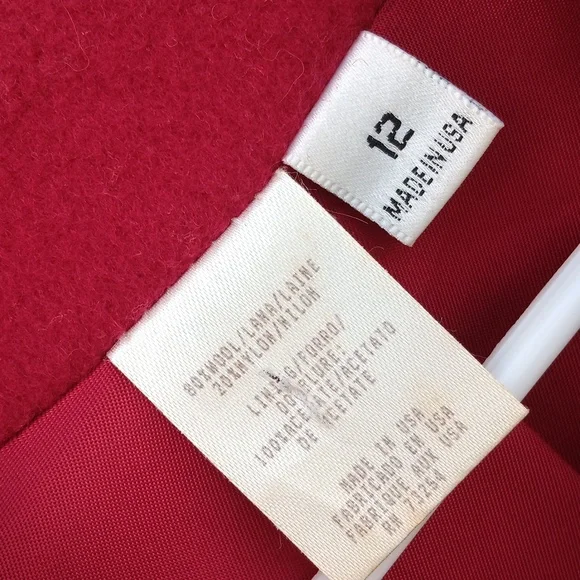 12
MADE IN USA
80%WOOL/LANA/LAINE
20%NYLON/NILON
LINING/FORRO/
DOUBLURE:
100%ACETATE/ACETATO
DE ACETATE
MADE IN USA
FABRICADO EN USA
FABRIQUE AUX USA
RN 73254